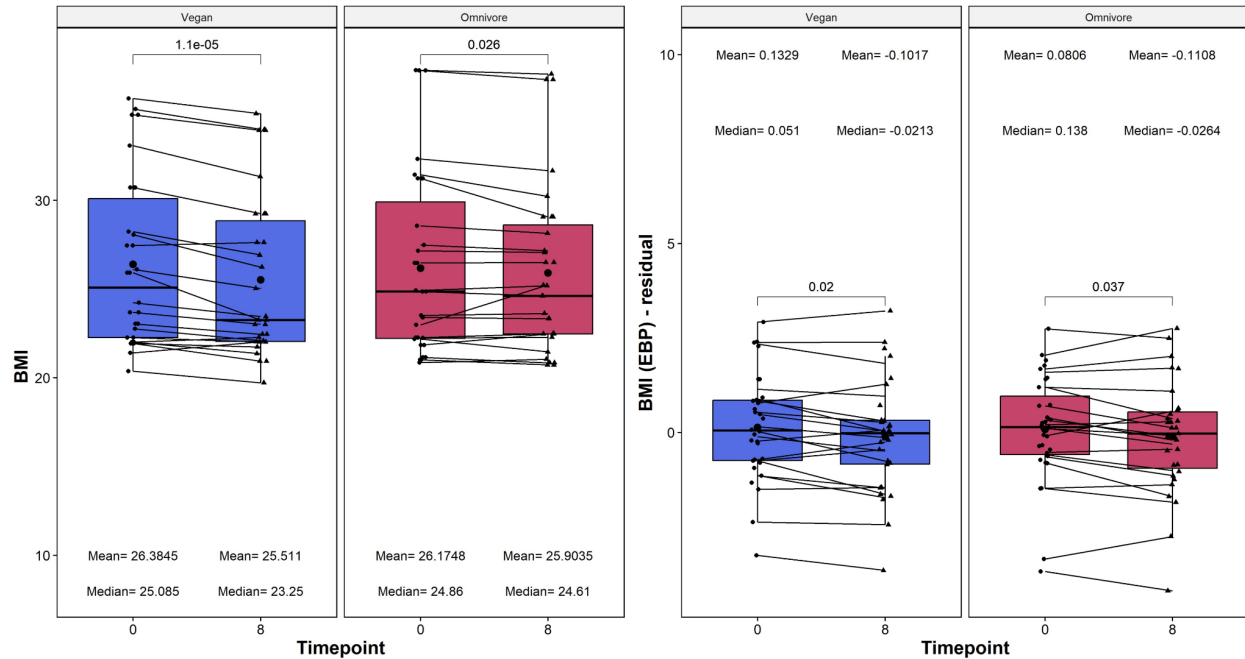 Vegan
Omnivore
1.1e-05
0.026
30
20
10
BMI
Mean= 26.3845
Mean= 25.511
Mean= 26.1748
Mean= 25.9035
Median= 25.085
Median= 23.25
Median= 24.86
Median= 24.61
0
8
0
8
Timepoint
Vegan
Omnivore
10
5
0
BMI (EBP) - residual
Mean= 0.1329
Mean= -0.1017
Mean= 0.0806
Mean= -0.1108
Median= 0.051
Median= -0.0213
Median= 0.138
Median= -0.0264
0.02
0.037
0
8
0
8
Timepoint